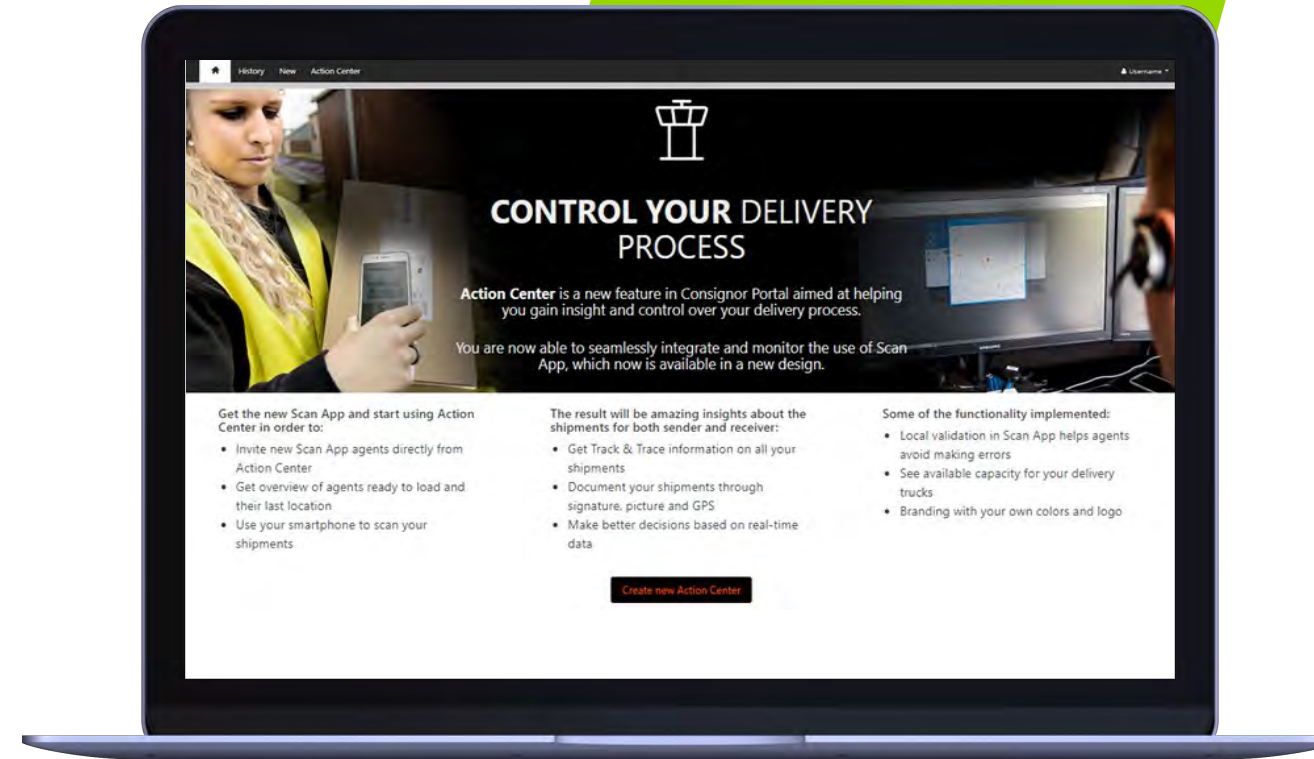 History New Action Center
Username
CONTROL YOUR DELIVERY
PROCESS
Action Center is a new feature in Consignor Portal aimed at helping
you gain insight and control over your delivery process.
You are now able to seamlessly integrate and monitor the use of Scan
App, which now is available in a new design.
Get the new Scan App and start using Action
Center in order to:
• Invite new Scan App agents directly from
Action Center
• Get overview of agents ready to load and
their last location
• Use your smartphone to scan your
shipments
The result will be amazing insights about the
shipments for both sender and receiver:
• Get Track & Trace information on all your
shipments
• Document your shipments through
signature, picture and GPS
• Make better decisions based on real-time
data
Some of the functionality implemented:
• Local validation in Scan App helps agents
avoid making errors
• See available capacity for your delivery
trucks
• Branding with your own colors and logo
Create new Action Center